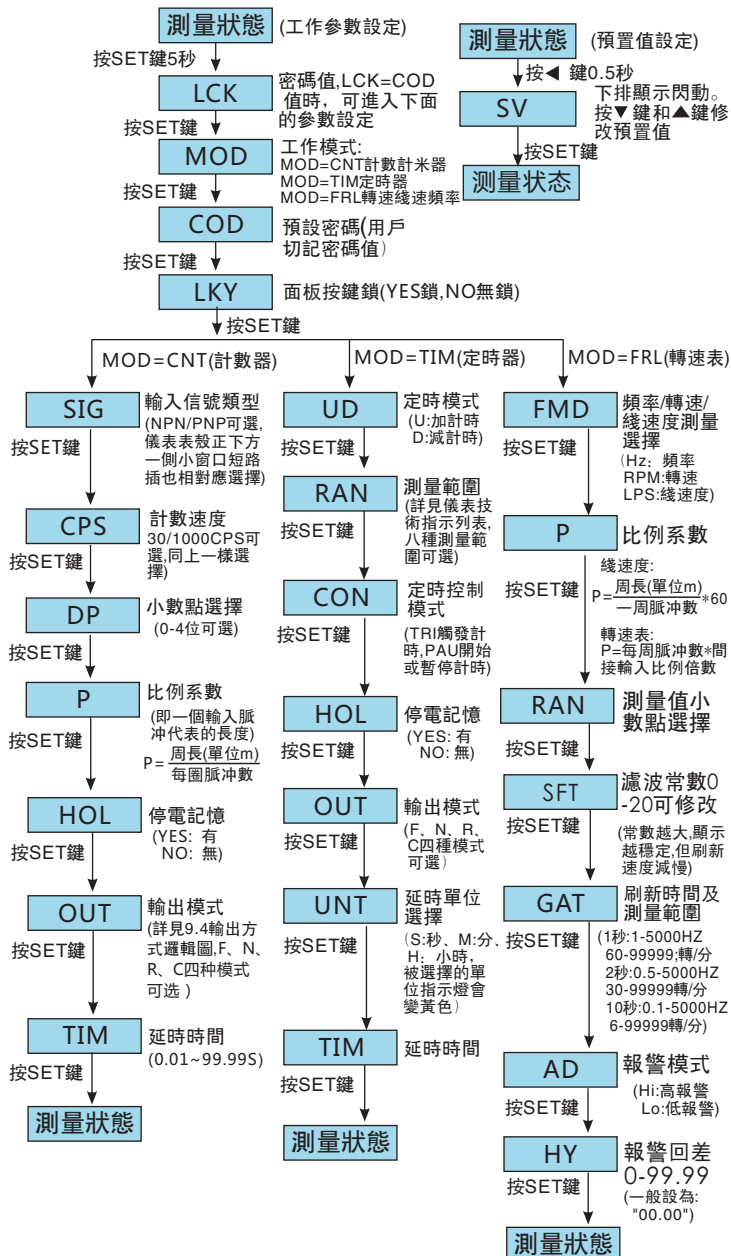 測量狀態
(工作參數設定)
按SET鍵5秒
LCK
密碼值,LCK=COD
值時，可進入下面
的參數設定
按SET鍵
MOD
工作模式:
MOD=CNT計數計米器
MOD=TIM定時器
MOD=FRL轉速綫速頻率
按SET鍵
COD
預設密碼(用戶
切記密碼值)
按SET鍵
LKY
面板按鍵鎖(YES鎖,NO無鎖)
按SET鍵
測量狀態
(預置值設定)
按◀ 鍵0.5秒
SV
下排顯示閃動。
按▼鍵和▲鍵修
改預置值
按SET鍵
测量状态
MOD=CNT(計數器)
SIG
輸入信號類型
(NPN/PNP可選,
儀表表殼正下方
一側小窗口短路
插也相對應選擇)
按SET鍵
CPS
計數速度
30/1000CPS可
選,同上一樣選
擇)
按SET鍵
DP
小數點選擇
(0-4位可選)
按SET鍵
P
比例系數
(即一個輸入脈
冲代表的長度)
P=周長(單位m)
每圈脈冲數
按SET鍵
HOL
停電記憶
(YES: 有
NO: 無)
按SET鍵
OUT
輸出模式
(詳見9.4輸出方
式邏輯圖,F、N、
R、C四种模式
可选 )
按SET鍵
TIM
延時時間
(0.01~99.99S)
按SET鍵
測量狀態
MOD=TIM(定時器)
UD
定時模式
(U:加計時
D:減計時)
按SET鍵
RAN
測量範圍
(詳見儀表技
術指示列表,
八種測量範
圍可選)
按SET鍵
CON
定時控制
模式
(TRI觸發計
時,PAU開始
或暫停計時)
按SET鍵
HOL
停電記憶
(YES: 有
NO: 無)
按SET鍵
OUT
輸出模式
(F、N、R、
C四種模式
可選)
按SET鍵
UNT
延時單位
選擇
(S:秒、M:分、
H：小時，
被選擇的單
位指示燈會
變黃色)
按SET鍵
TIM
延時時間
按SET鍵
測量狀態
MOD=FRL(轉速表)
FMD
頻率/轉速/
綫速度測量
選擇
(Hz：頻率
RPM:轉速
LPS:綫速度)
按SET鍵
P
比例系數
綫速度:
P=周長(單位m)*60
一周脈冲數
轉速表:
P=每周脈冲數*間
接輪入比例倍數
按SET鍵
RAN
測量值小
數點選擇
按SET鍵
SFT
濾波常數0
-20可修改
(常數越大,顯示
越穩定,但刷新
速度減慢)
按SET鍵
GAT
刷新時間及
測量範圍
(1秒:1-5000HZ
60-99999;轉/分
2秒:0.5-5000HZ
30-99999轉/分
10秒:0.1-5000HZ
6-99999轉/分)
按SET鍵
AD
報警模式
(Hi:高報警
Lo:低報警)
按SET鍵
HY
報警回差
0-99.99
(一般設為:
"00.00")
按SET鍵
測量狀態